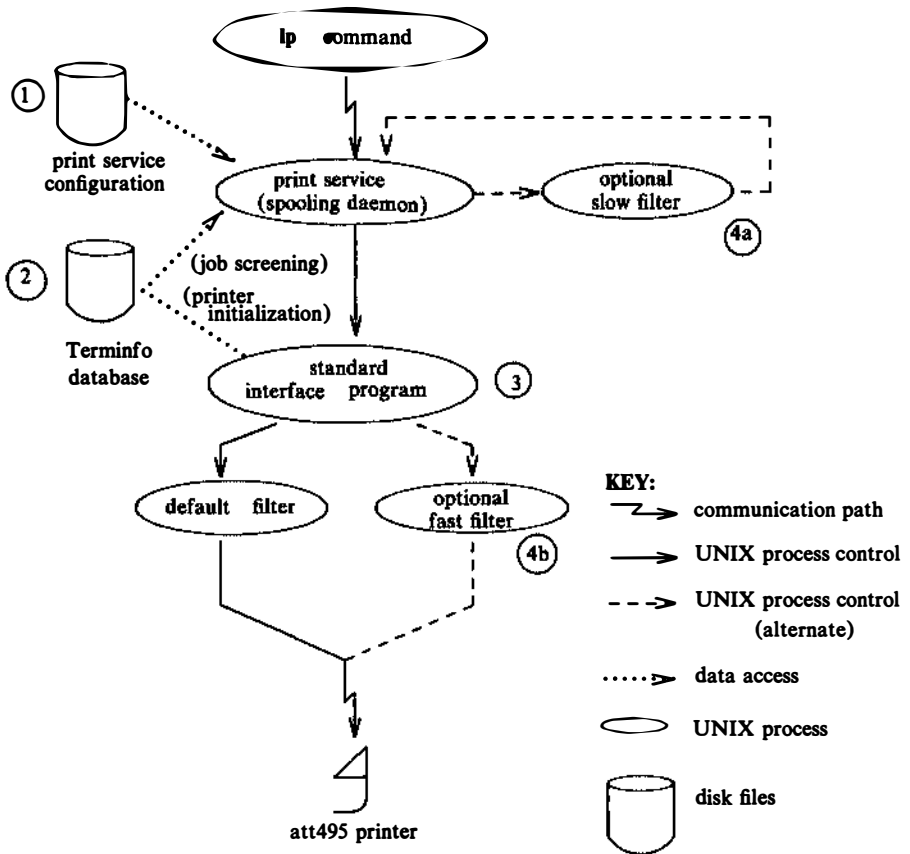 lp command
1
print service
configuration
print service
(spooling daemon)
optional
slow filter
4a
2
(job screening)
(printer
initialization)
Terminfo
database
standard
interface program
3
default filter
optional
fast filter
4b
KEY:
communication path
UNIX process control
UNIX process control
(alternate)
data access
UNIX process
disk files
att495 printer